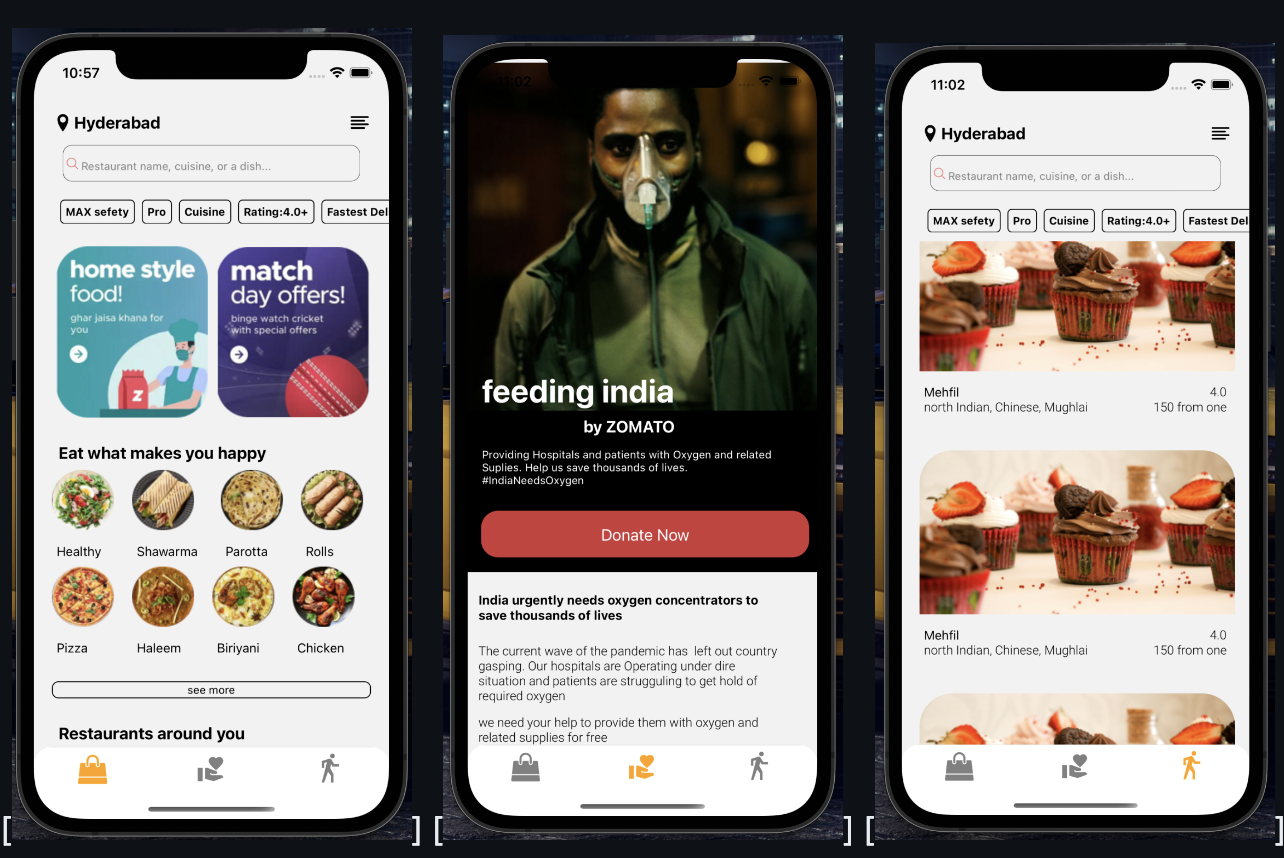 10:57
Hyderabad
Restaurant name, cuisine, or a dish...
MAX sefety
Pro
Cuisine
Rating:4.0+
Fastest Del
home style
food!
ghar jaisa khana for
you
z
match
day offers!
binge watch cricket
with special offers
Eat what makes you happy
Healthy
Shawarma
Parotta
Rolls
Pizza
Haleem
Biriyani
Chicken
see more
Restaurants around you
[
]
11:02
feeding india
by ZOMATO
Providing Hospitals and patients with Oxygen and related
Suplies. Help us save thousands of lives.
#IndiaNeedsOxygen
Donate Now
India urgently needs oxygen concentrators to
save thousands of lives
The current wave of the pandemic has  left out country
gasping. Our hospitals are Operating under dire
situation and patients are strugguling to get hold of
required oxygen
we need your help to provide them with oxygen and
related supplies for free
[
]
11:02
Hyderabad
Restaurant name, cuisine, or a dish...
MAX sefety
Pro
Cuisine
Rating:4.0+
Fastest Del
Mehfil
4.0
north Indian, Chinese, Mughlai
150 from one
Mehfil
4.0
north Indian, Chinese, Mughlai
150 from one
[
]